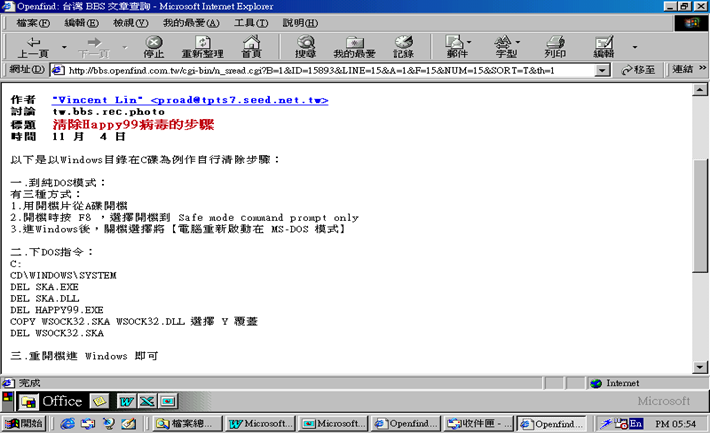 Openfind: 台灣 BBS 文章查詢 - Microsoft Internet Explorer
檔案(F) 編輯(E) 檢視(V) 我的最愛(A) 工具(T) 說明(H)
上一頁 下一頁 停止 重新整理 首頁 搜尋 我的最愛 記錄 郵件 字型 列印 編輯
網址(D) http://bbs.openfind.com.tw/cgi-bin/n_sread.cgi?B=1&ID=15893&LINE=15&A=1&F=15&NUM=15&SORT=T&th=1 移至 連結 »
作者 "Vincent Lin" <proad@tpts7.seed.net.tw>
討論 tw.bbs.rec.photo
標題 清除Happy99病毒的步驟
時間 11 月 4 日
以下是以Windows目錄在C碟為例作自行清除步驟：
一.到純DOS模式：
有三種方式：
1.用開機片從A碟開機
2.開機時按 F8 ，選擇開機到 Safe mode command prompt only
3.進Windows後，關機選擇將【電腦重新啟動在 MS-DOS 模式】
二.下DOS指令：
C:
CD\WINDOWS\SYSTEM
DEL SKA.EXE
DEL SKA.DLL
DEL HAPPY99.EXE
COPY WSOCK32.SKA WSOCK32.DLL 選擇 Y 覆蓋
DEL WSOCK32.SKA
三.重開機進 Windows 即可
完成 Internet
Office Microsoft
開始 檔案總... Microsoft... Microsoft... Openfind... 收件匣 - ... Openfind... En PM 05:54